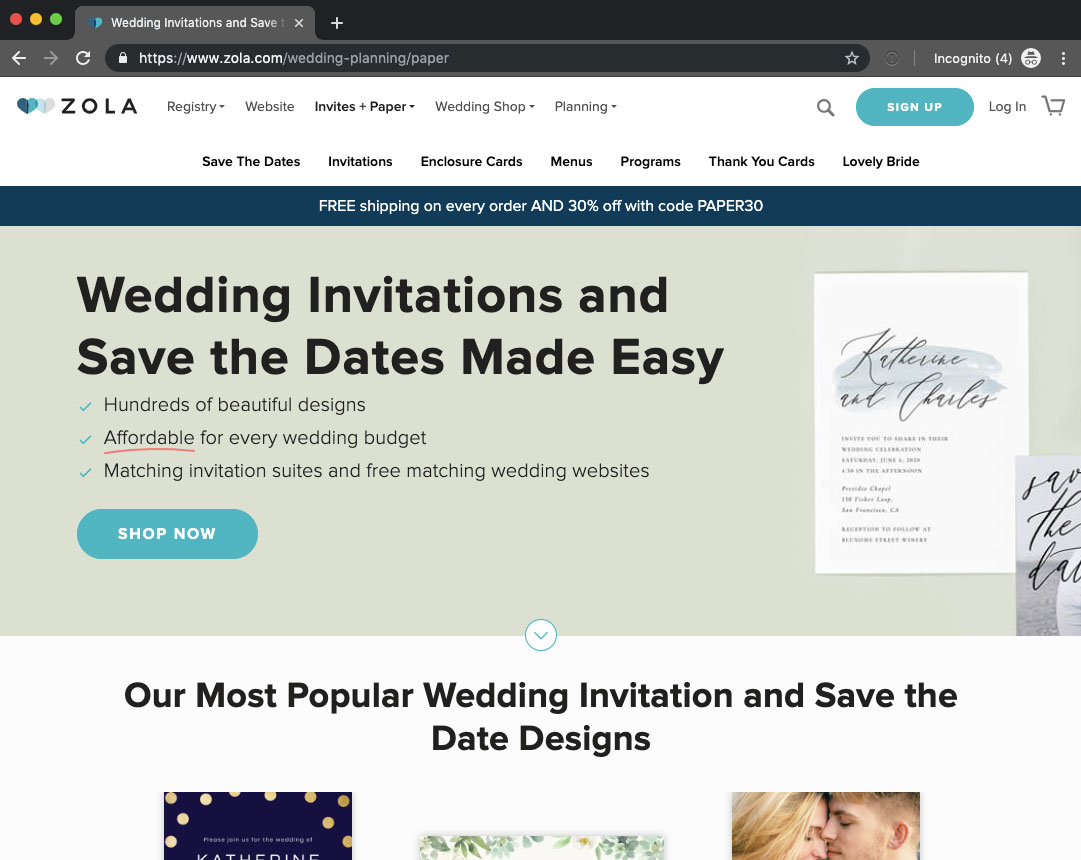 Wedding Invitations and Save t
https://www.zola.com/wedding-planning/paper
Incognito (4)
ZOLA
Registry
Website
Invites + Paper
Wedding Shop
Planning
SIGN UP
Log In
Save The Dates
Invitations
Enclosure Cards
Menus
Programs
Thank You Cards
Lovely Bride
FREE shipping on every order AND 30% off with code PAPER30
Wedding Invitations and
Save the Dates Made Easy
Hundreds of beautiful designs
Affordable for every wedding budget
Matching invitation suites and free matching wedding websites
SHOP NOW
Katherine
and Charles
INVITE YOU TO SHARE IN THEIR
WEDDING CELEBRATION
SATURDAY, JUNE 6, 2020
4:30 IN THE AFTERNOON
Presidio Chapel
130 Fisher Loop,
San Francisco, CA
RECEPTION TO FOLLOW AT
BLUXOME STREET WINERY
sav
the
dat
Our Most Popular Wedding Invitation and Save the
Date Designs
Please join us for the wedding of
KATHERINE